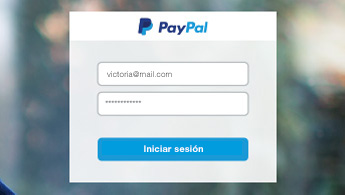 PayPal
victoria@mail.com
************
Iniciar sesión